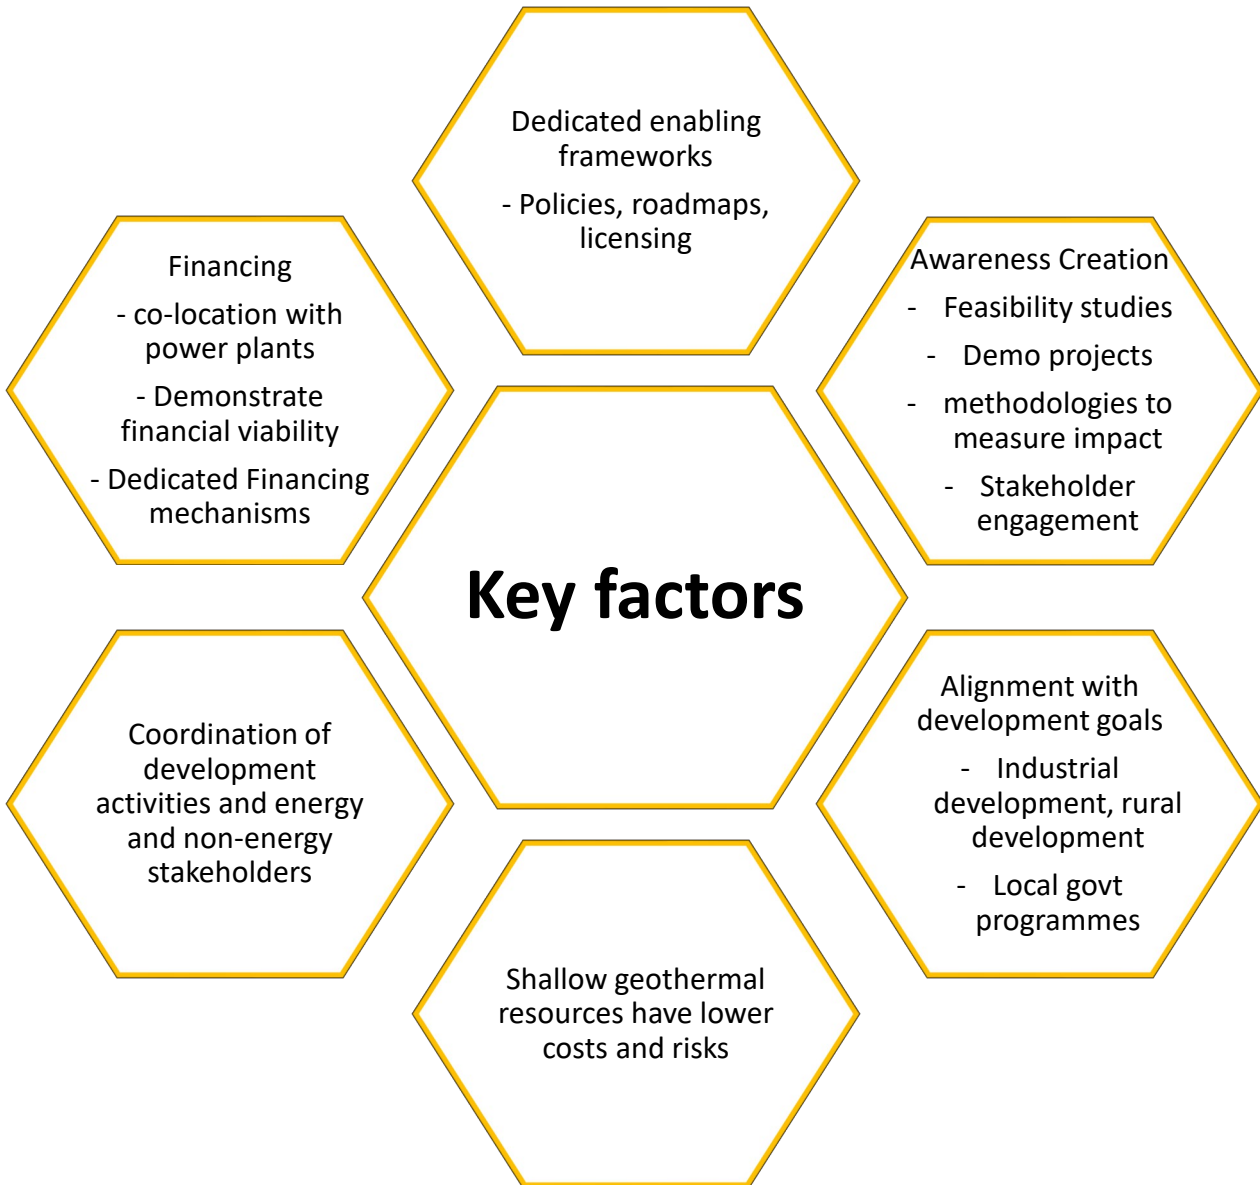 Dedicated enabling
frameworks
- Policies, roadmaps,
licensing
Financing
- co-location with
power plants
- Demonstrate
financial viability
- Dedicated Financing
mechanisms
Awareness Creation
- Feasibility studies
- Demo projects
- methodologies to
measure impact
- Stakeholder
engagement
Key factors
Coordination of
development
activities and energy
and non-energy
stakeholders
Alignment with
development goals
- Industrial
development, rural
development
- Local govt
programmes
Shallow geothermal
resources have lower
costs and risks